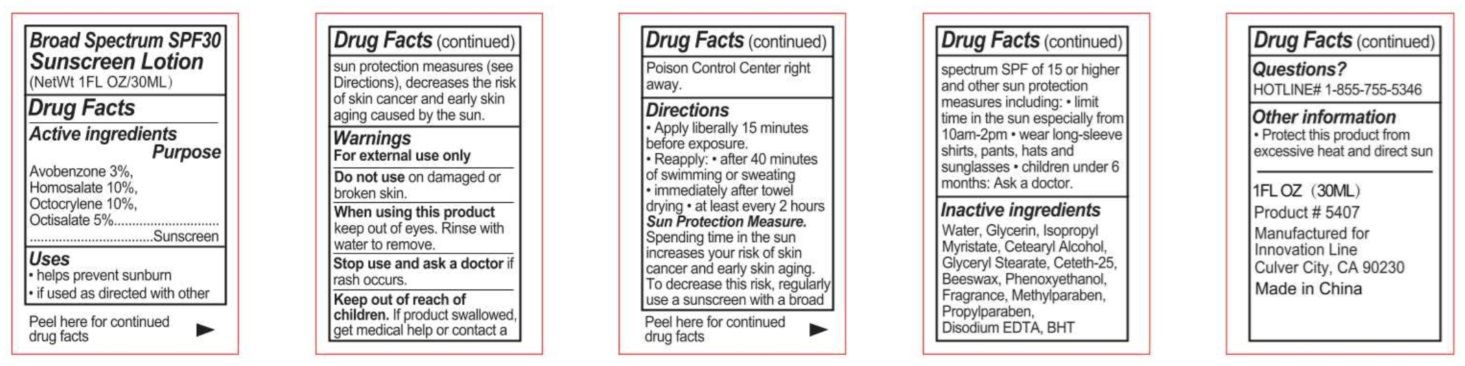 Broad Spectrum SPF30
Sunscreen Lotion
(NetWt 1FL OZ/30ML)
Drug Facts
Active ingredients
Purpose
Avobenzone 3%,
Homosalate 10%,
Octocrylene 10%,
Octisalate 5%...........................
................................Sunscreen
Uses
• helps prevent sunburn
• if used as directed with other
Peel here for continued
drug facts
Drug Facts (continued)
sun protection measures (see
Directions), decreases the risk
of skin cancer and early skin
aging caused by the sun.
Warnings
For external use only
Do not use on damaged or
broken skin.
When using this product
keep out of eyes. Rinse with
water to remove.
Stop use and ask a doctor if
rash occurs.
Keep out of reach of
children. If product swallowed,
get medical help or contact a
Drug Facts (continued)
Poison Control Center right
away.
Directions
• Apply liberally 15 minutes
before exposure.
• Reapply: • after 40 minutes
of swimming or sweating
• immediately after towel
drying • at least every 2 hours
Sun Protection Measure.
Spending time in the sun
increases your risk of skin
cancer and early skin aging.
To decrease this risk, regularly
use a sunscreen with a broad
Peel here for continued
drug facts
Drug Facts (continued)
spectrum SPF of 15 or higher
and other sun protection
measures including: • limit
time in the sun especially from
10am-2pm • wear long-sleeve
shirts, pants, hats and
sunglasses • children under 6
months: Ask a doctor.
Inactive ingredients
Water, Glycerin, Isopropyl
Myristate, Cetearyl Alcohol,
Glyceryl Stearate, Ceteth-25,
Beeswax, Phenoxyethanol,
Fragrance, Methylparaben,
Propylparaben,
Disodium EDTA, BHT
Drug Facts (continued)
Questions?
HOTLINE# 1-855-755-5346
Other information
• Protect this product from
excessive heat and direct sun
1FL OZ (30ML)
Product # 5407
Manufactured for
Innovation Line
Culver City, CA 90230
Made in China